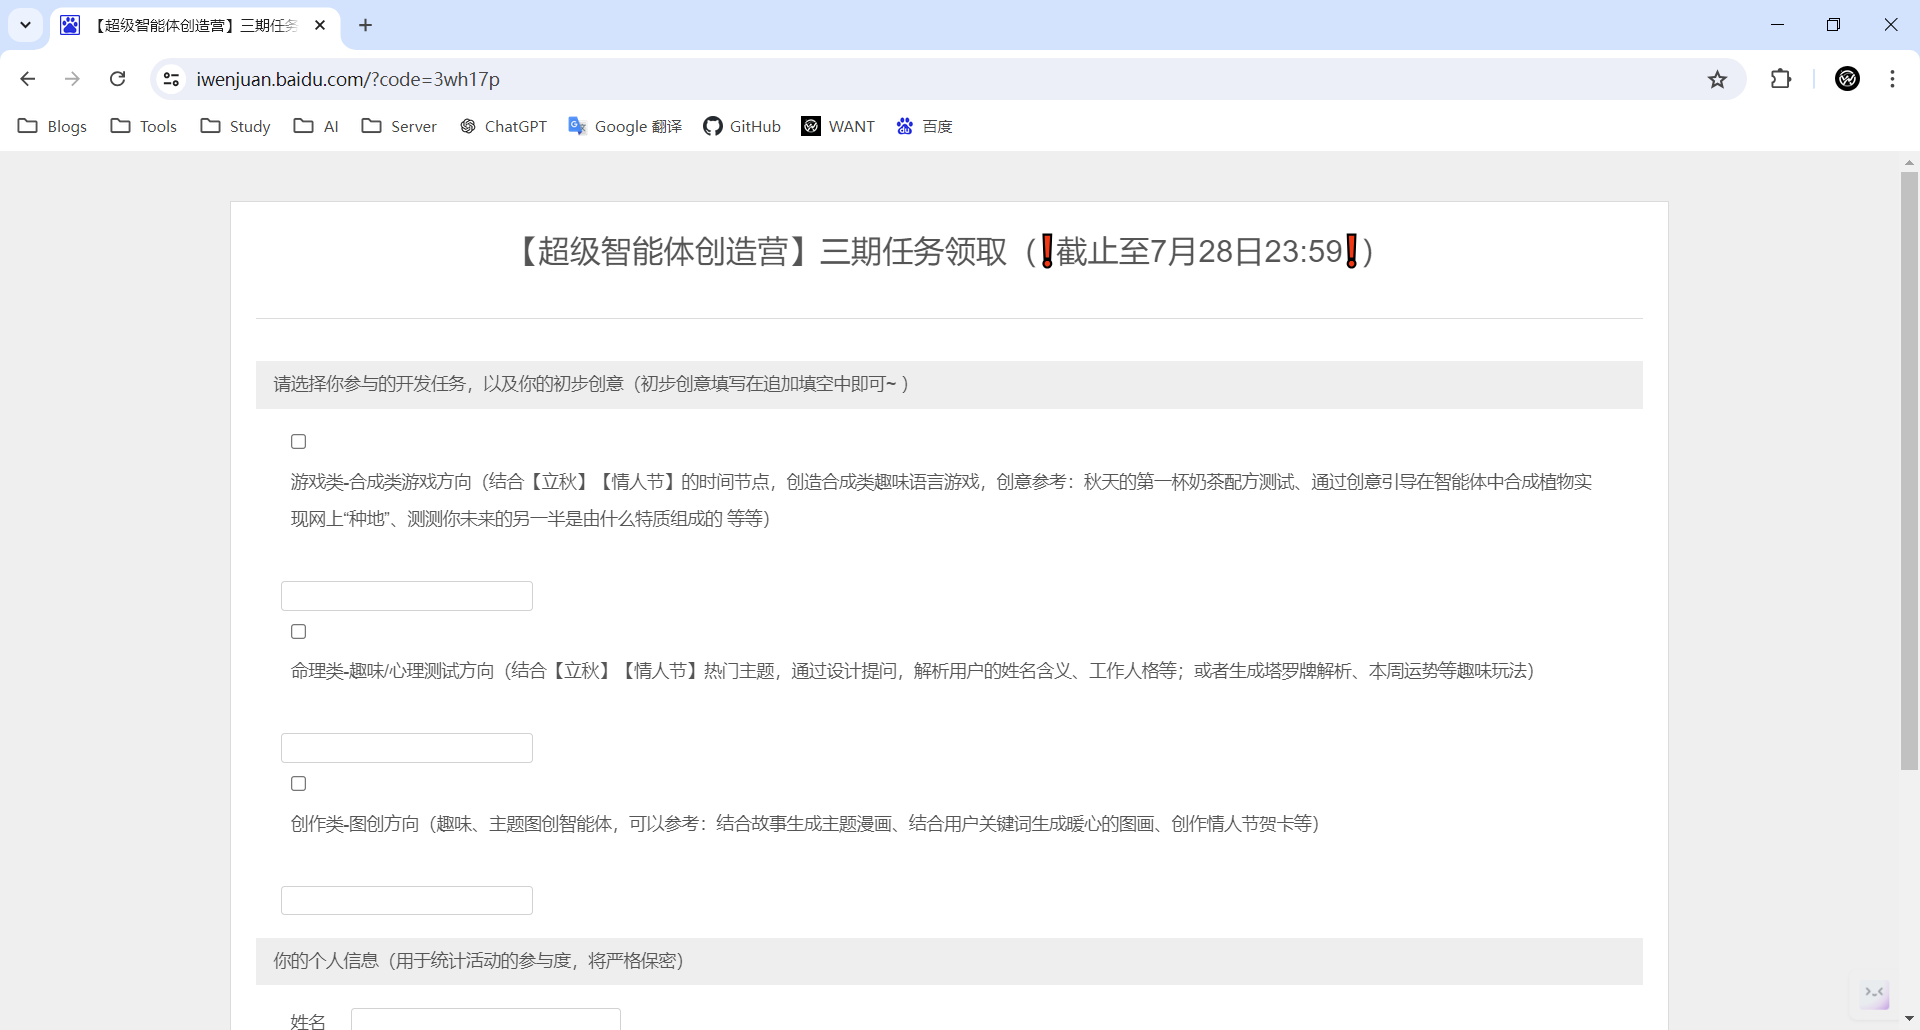 【超级智能体创造营】三期任务
iwenjuan.baidu.com/?code=3wh17p
Blogs Tools Study AI Server ChatGPT Google 翻译 GitHub WANT 百度
【超级智能体创造营】三期任务领取（❗截止至7月28日23:59❗）
请选择你参与的开发任务，以及你的初步创意（初步创意填写在追加填空中即可~ ）
游戏类-合成类游戏方向（结合【立秋】【情人节】的时间节点，创造合成类趣味语言游戏，创意参考：秋天的第一杯奶茶配方测试、通过创意引导在智能体中合成植物实
现网上“种地”、测测你未来的另一半是由什么特质组成的 等等）
命理类-趣味/心理测试方向（结合【立秋】【情人节】热门主题，通过设计提问，解析用户的姓名含义、工作人格等；或者生成塔罗牌解析、本周运势等趣味玩法）
创作类-图创方向（趣味、主题图创智能体，可以参考：结合故事生成主题漫画、结合用户关键词生成暖心的图画、创作情人节贺卡等）
你的个人信息（用于统计活动的参与度，将严格保密）
姓名